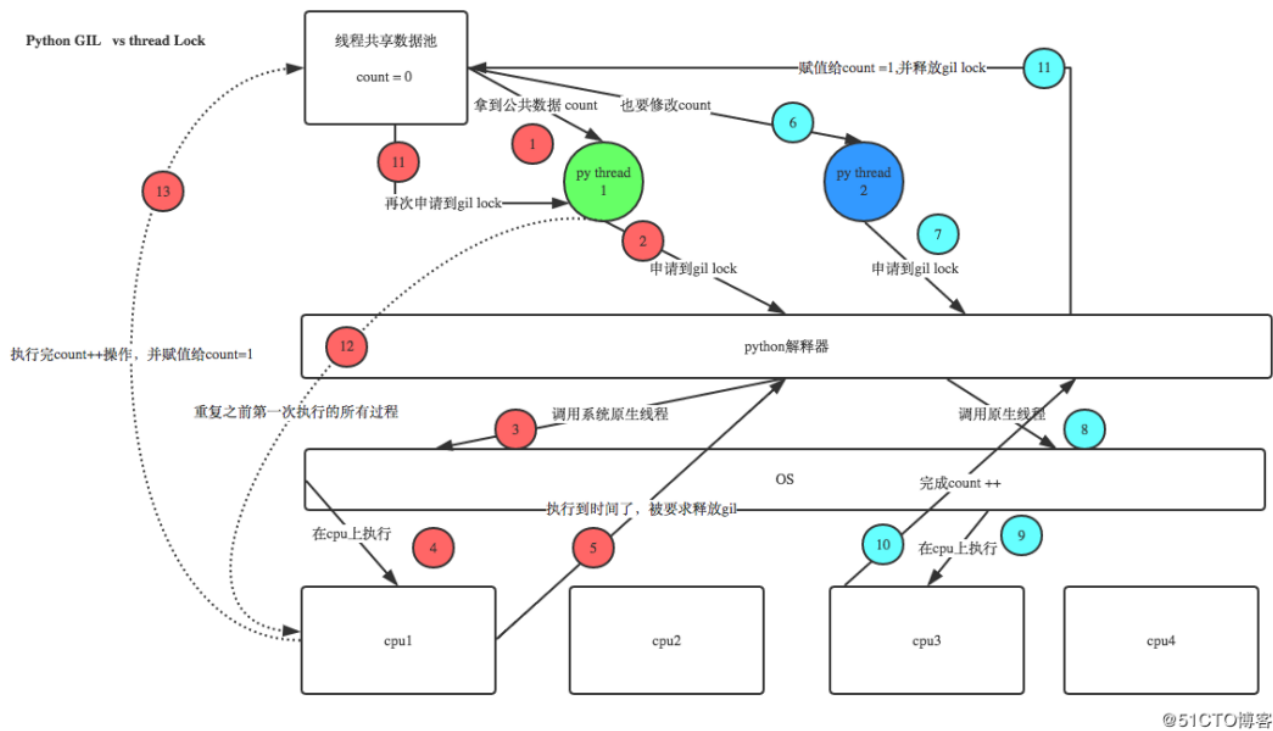 Python GIL vs thread Lock
线程共享数据池
count = 0
赋值给count =1,并释放gil lock
11
拿到公共数据 count
也要修改count
6
1
11
py thread
1
py thread
2
13
再次申请到gil lock
2
7
申请到gil lock
申请到gil lock
12
python解释器
执行完count++操作，并赋值给count=1
重复之前第一次执行的所有过程
3
调用系统原生线程
调用原生线程
8
OS
完成count ++
执行到时间了，被要求释放gil
在cpu上执行
4
5
10
在cpu上执行
9
cpu1
cpu2
cpu3
cpu4
@51CTO博客